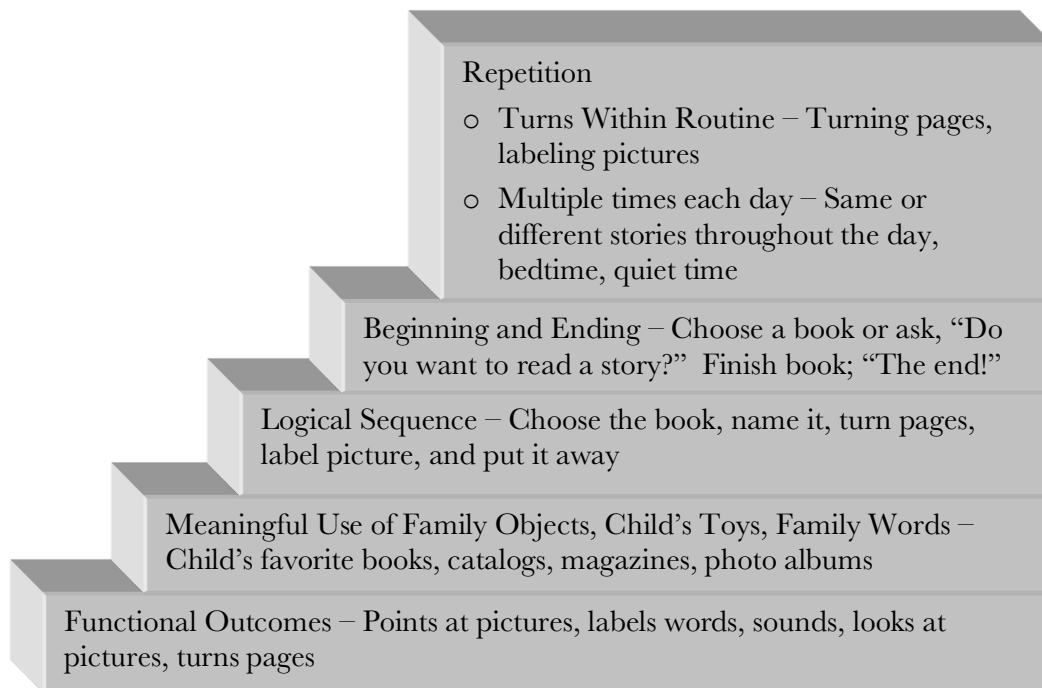 Repetition
o Turns Within Routine – Turning pages,
labeling pictures
o Multiple times each day – Same or
different stories throughout the day,
bedtime, quiet time
Beginning and Ending – Choose a book or ask, “Do
you want to read a story?”  Finish book; “The end!”
Logical Sequence – Choose the book, name it, turn pages,
label picture, and put it away
Meaningful Use of Family Objects, Child’s Toys, Family Words –
Child’s favorite books, catalogs, magazines, photo albums
Functional Outcomes – Points at pictures, labels words, sounds, looks at
pictures, turns pages